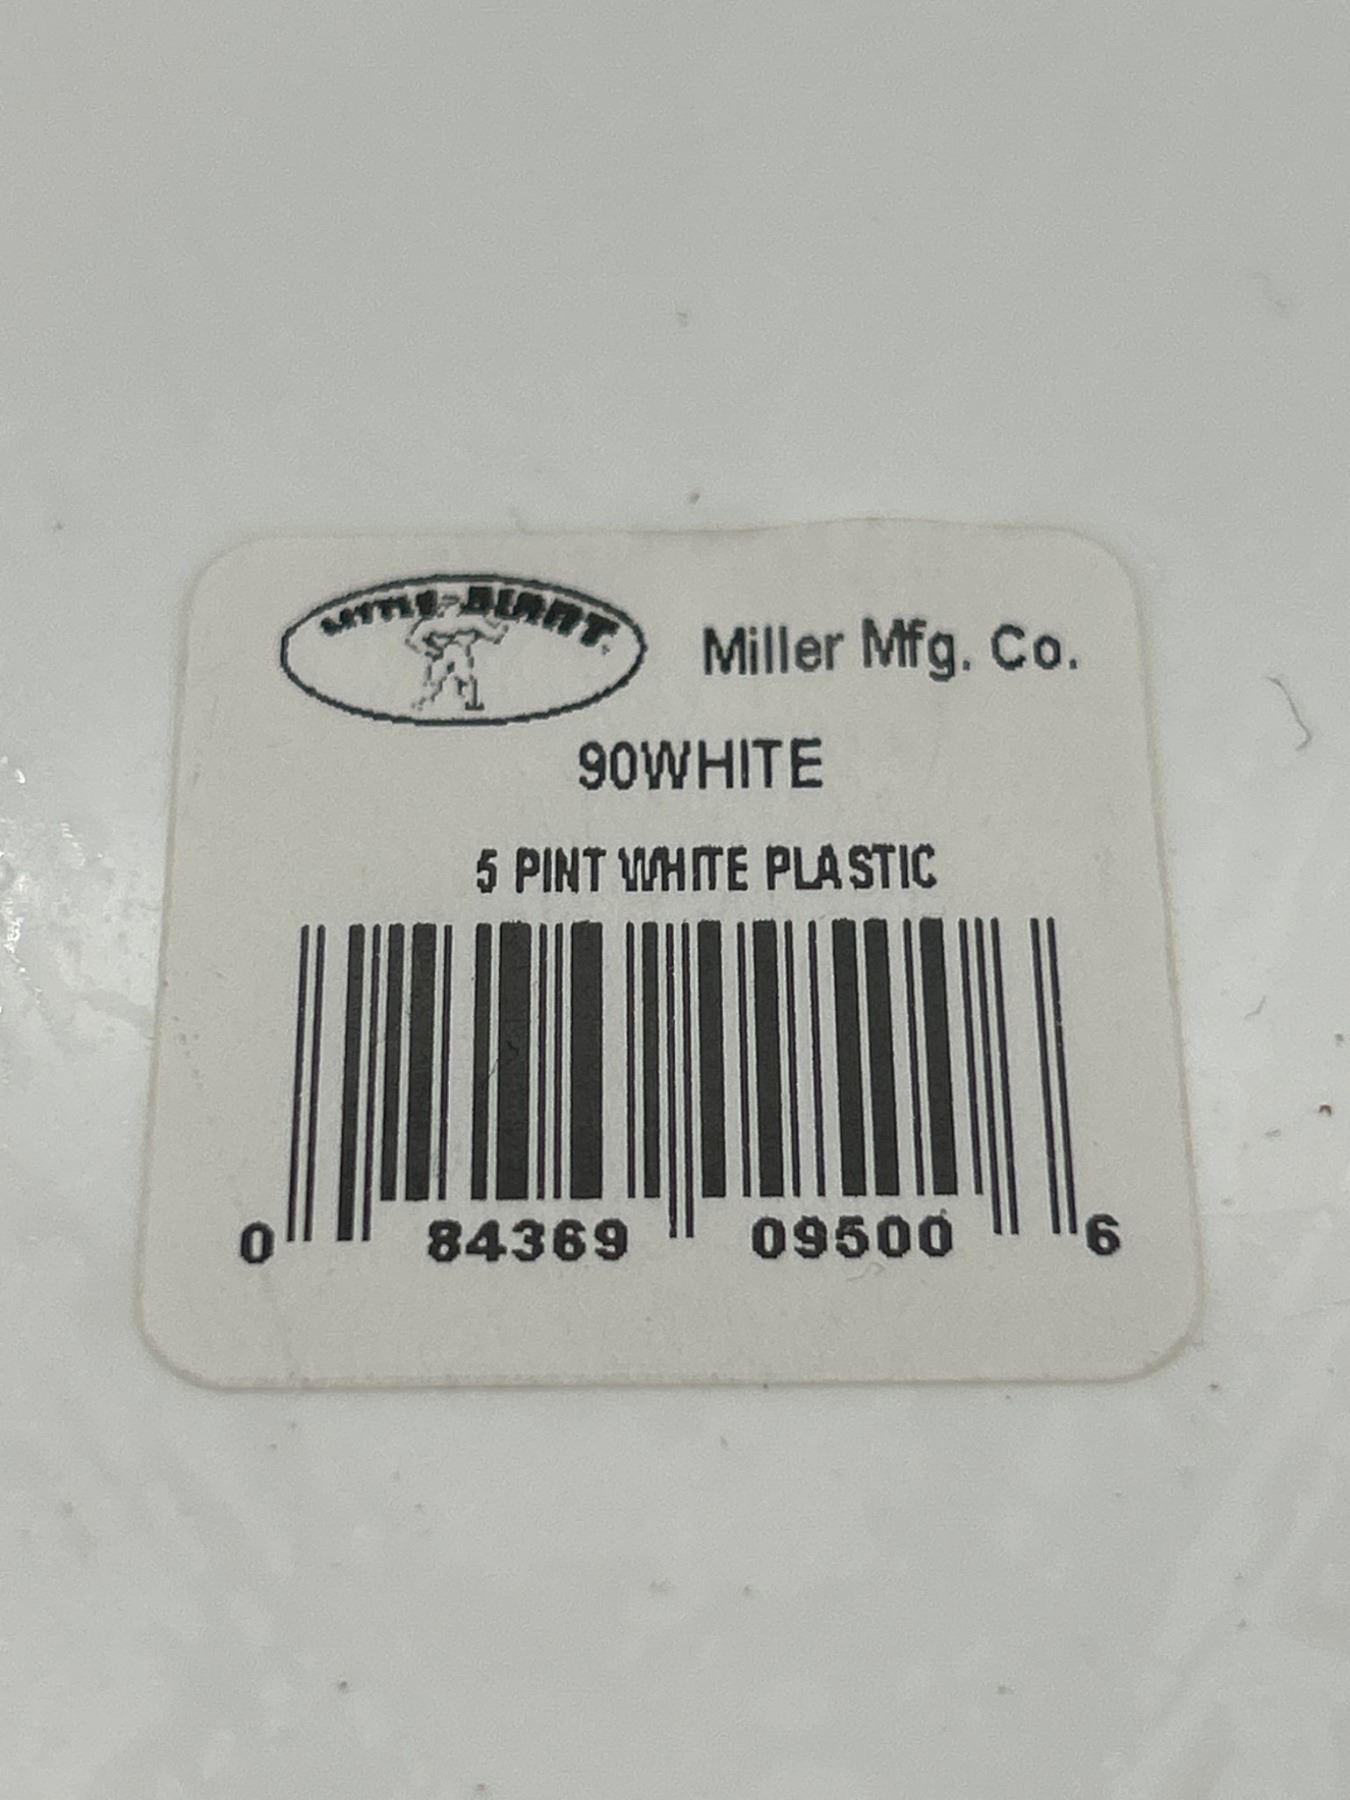 LITTLE GIANT
Miller Mfg. Co.
90WHITE
5 PINT WHITE PLASTIC
0 84369 09500 6